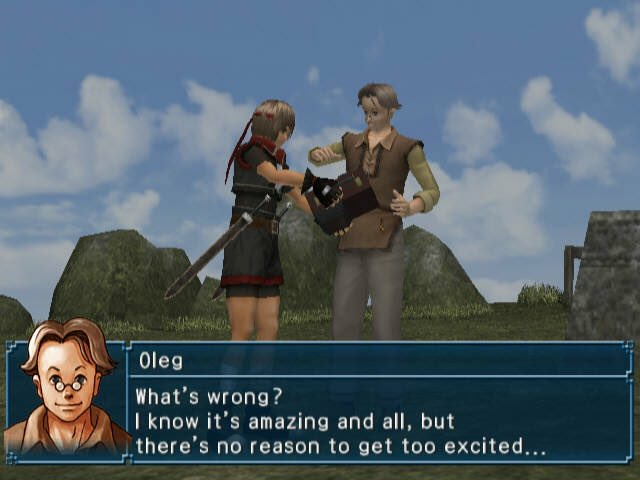 Oleg
What's wrong?
I know it's amazing and all, but
there's no reason to get too excited...